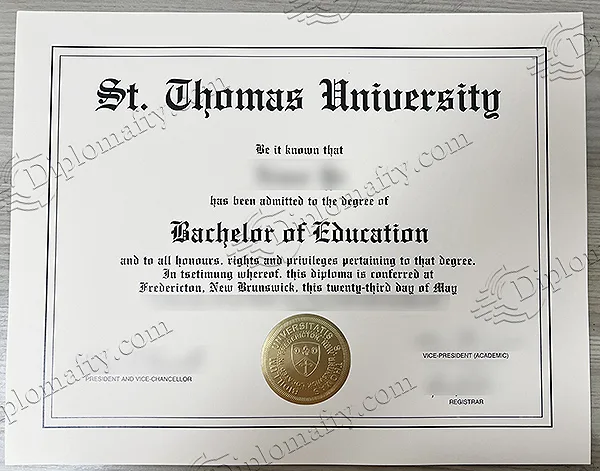 St. Thomas University
Be it known that
has been admitted to the degree of
Bachelor of Education
and to all honours, rights and privileges pertaining to that degree.
In tsetimung whereof, this diploma is conferred at
Fredericton, New Brunswick, this twenty-third day of May
VICE-PRESIDENT (ACADEMIC)
PRESIDENT AND VICE-CHANCELLOR
REGISTRAR
Diplomafty.com
Diplomafty.com
Diplomafty.com
Diplomafty.com
Diplomafty.com